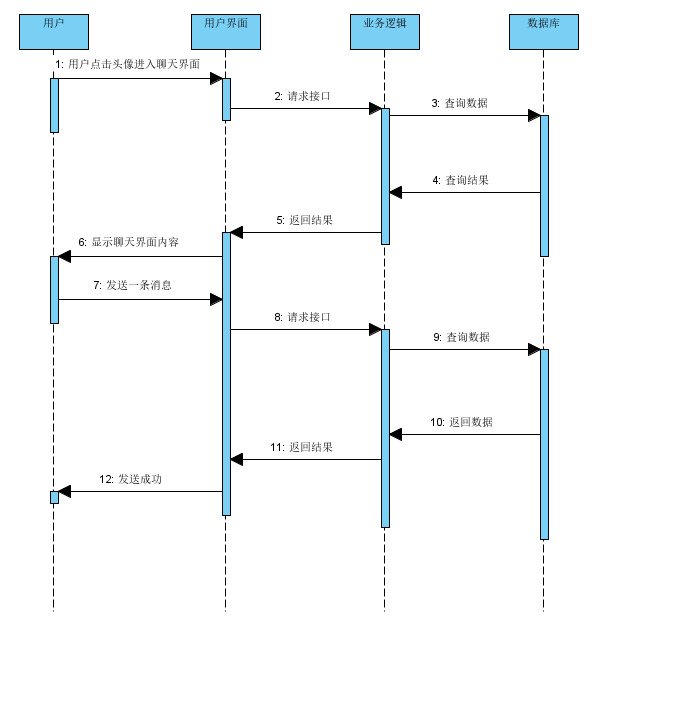 用户
用户界面
业务逻辑
数据库
1: 用户点击头像进入聊天界面
2: 请求接口
3: 查询数据
4: 查询结果
5: 返回结果
6: 显示聊天界面内容
7: 发送一条消息
8: 请求接口
9: 查询数据
10: 返回数据
11: 返回结果
12: 发送成功